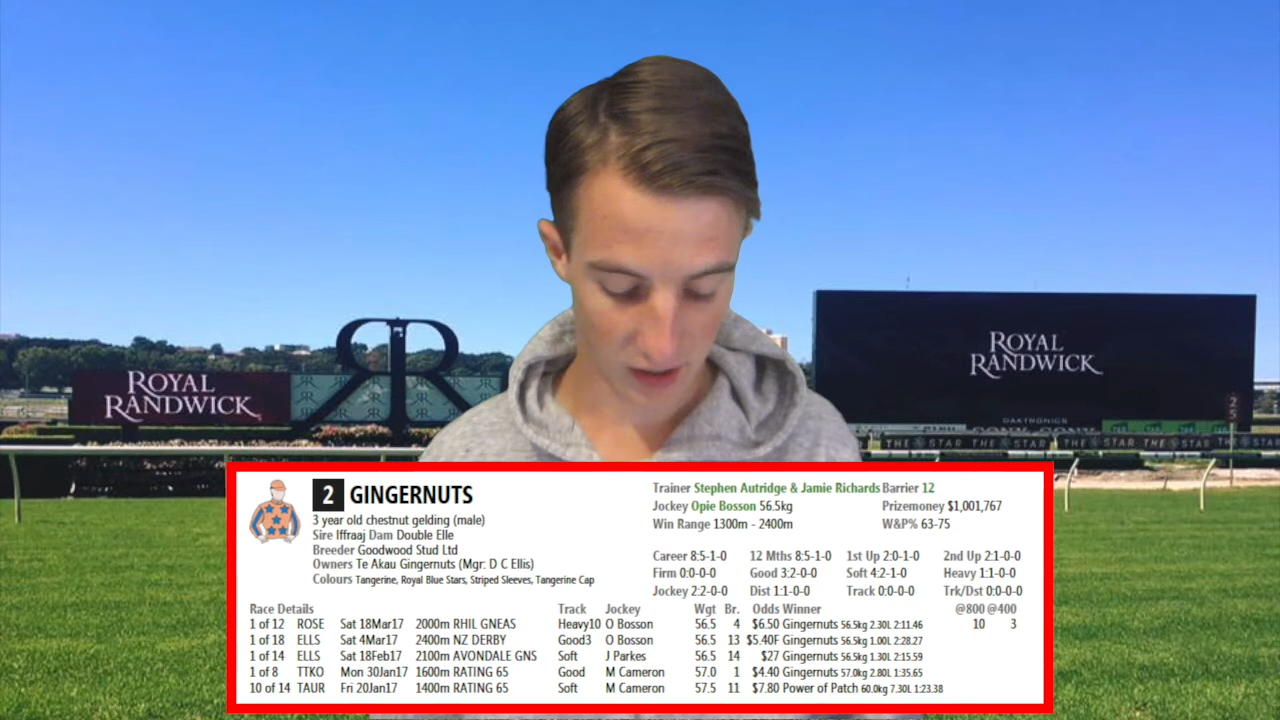 ROYAL
RANDWICK
ROYAL
RANDWICK
DAKTRONICS
THE STAR THE STAR THE STAR THE STAR
2 GINGERNUTS
3 year old chestnut gelding (male)
Sire Iffraaj Dam Double Elle
Breeder Goodwood Stud Ltd
Owners Te Akau Gingernuts (Mgr: D C Ellis)
Colours Tangerine, Royal Blue Stars, Striped Sleeves, Tangerine Cap
Trainer Stephen Autridge & Jamie Richards Barrier 12
Jockey Opie Bosson 56.5kg Prizemoney $1,001,767
Win Range 1300m - 2400m W&P% 63-75
Career 8:5-1-0 12 Mths 8:5-1-0 1st Up 2:0-1-0 2nd Up 2:1-0-0
Firm 0:0-0-0 Good 3:2-0-0 Soft 4:2-1-0 Heavy 1:1-0-0
Jockey 2:2-0-0 Dist 1:1-0-0 Track 0:0-0-0 Trk/Dst 0:0-0-0
Race Details Track Jockey Wgt Br. Odds Winner @800 @400
1 of 12 ROSE Sat 18Mar17 2000m RHIL GNEAS Heavy10 O Bosson 56.5 4 $6.50 Gingernuts 56.5kg 2.30L 2:11.46 10 3
1 of 18 ELLS Sat 4Mar17 2400m NZ DERBY Good3 O Bosson 56.5 13 $5.40F Gingernuts 56.5kg 1.00L 2:28.27
1 of 14 ELLS Sat 18Feb17 2100m AVONDALE GNS Soft J Parkes 56.5 14 $27 Gingernuts 56.5kg 1.30L 2:15.59
1 of 8 TTKO Mon 30Jan17 1600m RATING 65 Good M Cameron 57.0 1 $4.40 Gingernuts 57.0kg 2.80L 1:35.65
10 of 14 TAUR Fri 20Jan17 1400m RATING 65 Soft M Cameron 57.5 11 $7.80 Power of Patch 60.0kg 7.30L 1:23.38